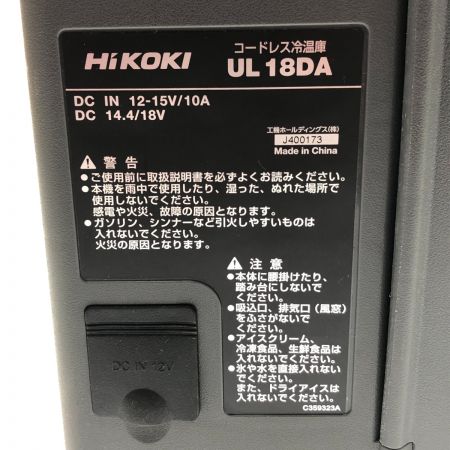 HiKOKI
コードレス冷温庫
UL 18DA
DC IN 12-15V/10A
DC 14.4/18V
工機ホールディングス(株)
J400173
Made in China
⚠ 警告
●ご使用前に取扱説明書を必ずよくお読みください。
●本機を雨中で使用したり、湿った、ぬれた場所で
使用しないでください。
感電や火災、故障の原因となります。
●ガソリン、シンナーなど引火しやすいものは
入れないでください。
火災の原因となります。
⚠ 注意
●本体に腰掛けたり、
踏み台にしないで
ください。
●吸込口、排気口(風窓)
をふさがないで
ください。
●アイスクリーム、
冷凍食品、生鮮食品は
入れないでください。
●氷や水を直接入れない
でください。
また、ドライアイスは
入れないでください。
C359323A
DC IN 12V